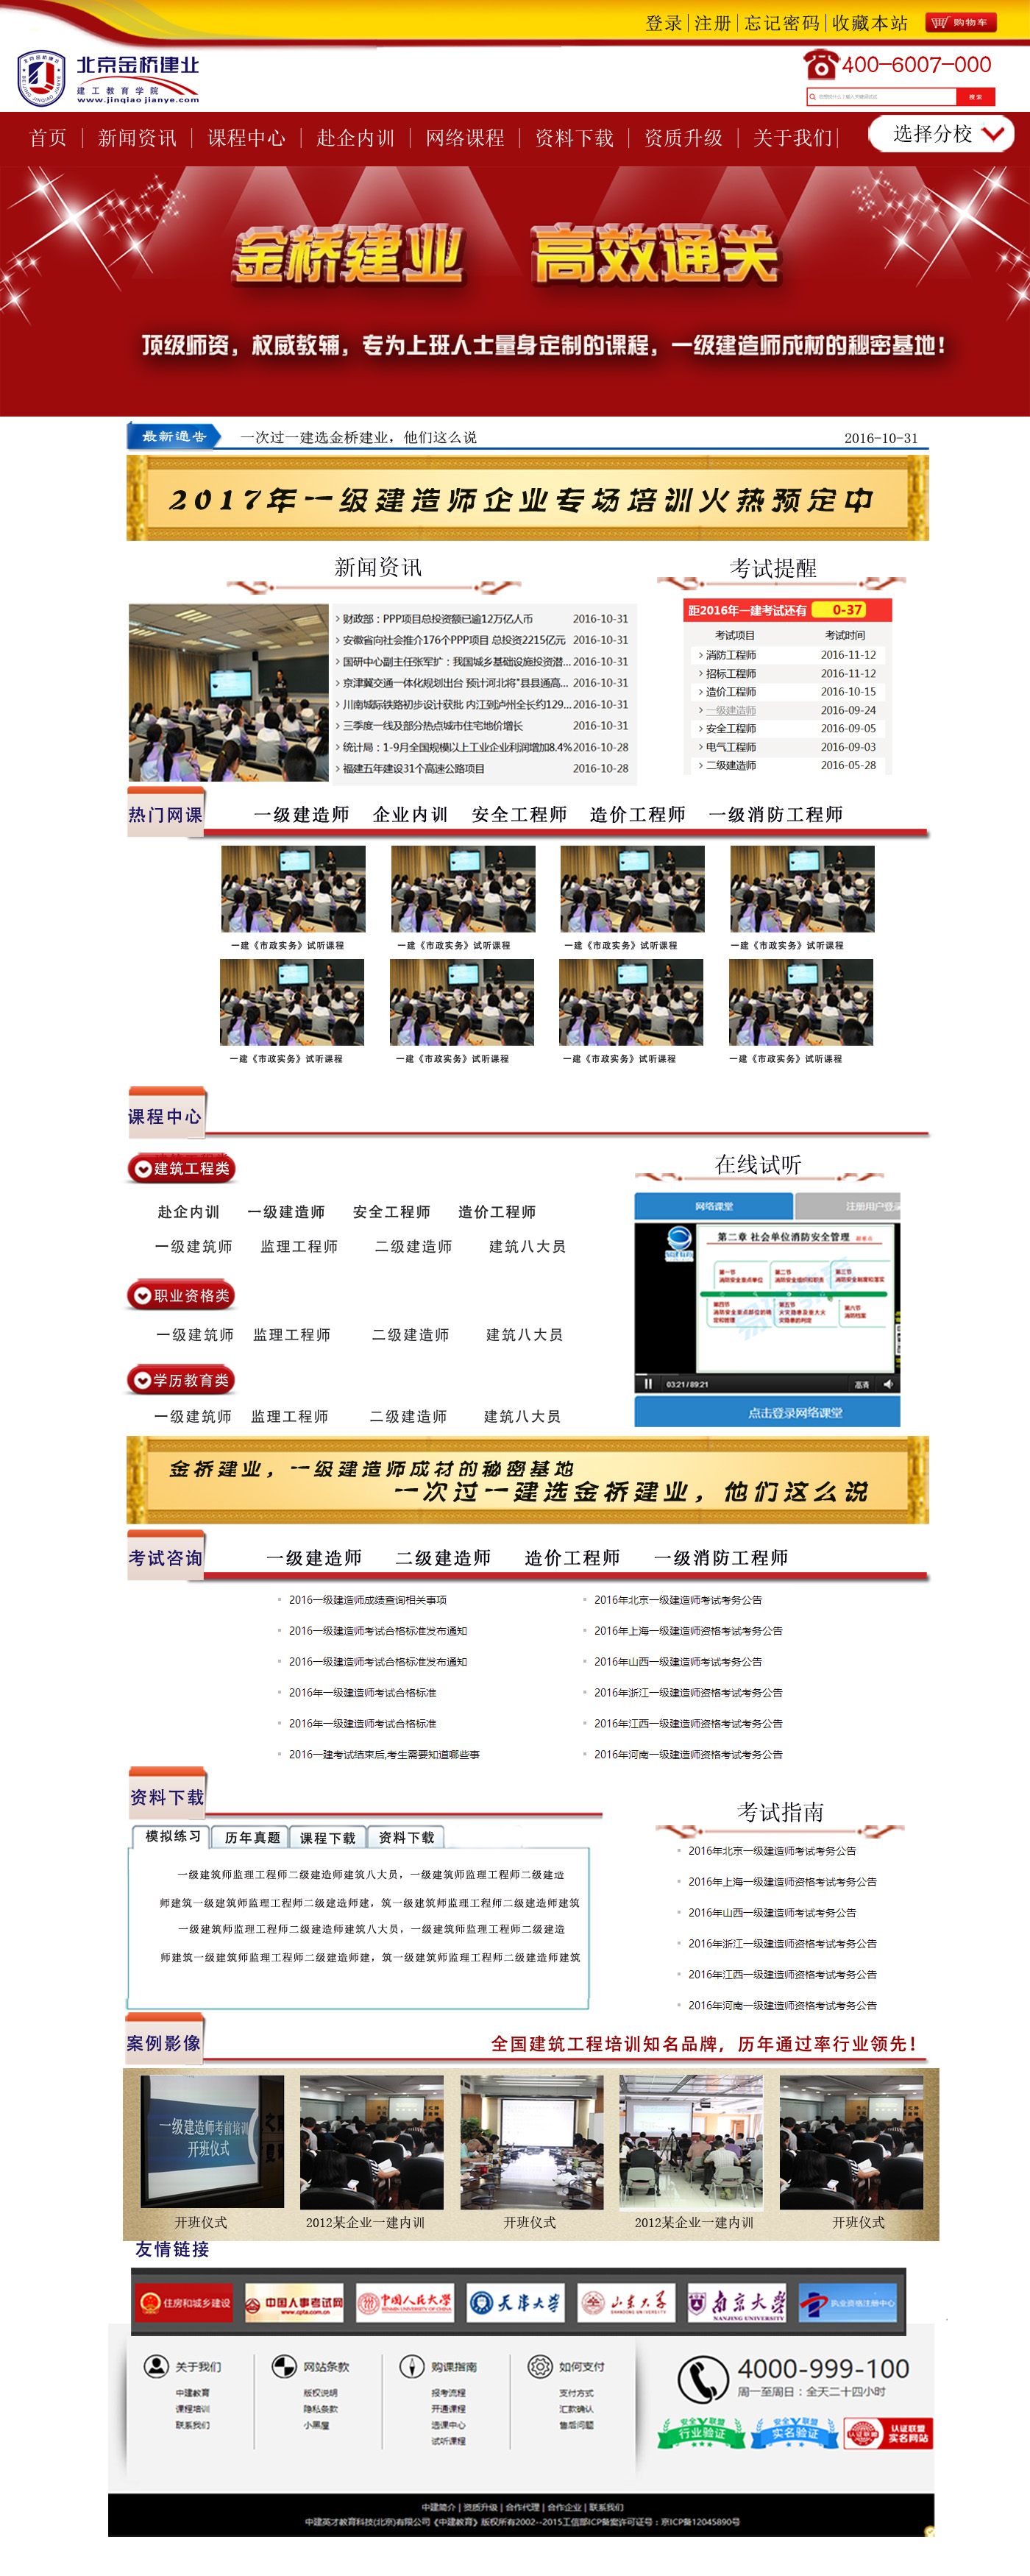 登录 | 注册 | 忘记密码 | 收藏本站 购物车
北京金桥建业
建工教育学院
www.jinqiaojianye.com
400-6007-000
搜索
首页 | 新闻资讯 | 课程中心 | 赴企内训 | 网络课程 | 资料下载 | 资质升级 | 关于我们 | 选择分校
金桥建业 高效通关
顶级师资，权威教辅，专为上班人士量身定制的课程，一级建造师成材的秘密基地！
最新通告 一次过一建选金桥建业，他们这么说 2016-10-31
2017年一级建造师企业专场培训火热预定中
新闻资讯
财政部：PPP项目总投资额已逾12万亿人币 2016-10-31
安徽省向社会推介176个PPP项目 总投资2215亿元 2016-10-31
国研中心副主任张军扩：我国城乡基础设施投资潜... 2016-10-31
京津冀交通一体化规划出台 预计河北将"县县通高... 2016-10-31
川南城际铁路初步设计获批 内江到泸州全长约129... 2016-10-31
三季度一线及部分热点城市住宅地价增长 2016-10-31
统计局：1-9月全国规模以上工业企业利润增加8.4% 2016-10-28
福建五年建设31个高速公路项目 2016-10-28
考试提醒
距2016年一建考试还有 0-37
考试项目 考试时间
消防工程师 2016-11-12
招标工程师 2016-11-12
造价工程师 2016-10-15
一级建造师 2016-09-24
安全工程师 2016-09-05
电气工程师 2016-09-03
二级建造师 2016-05-28
热门网课 一级建造师 企业内训 安全工程师 造价工程师 一级消防工程师
一建《市政实务》试听课程 一建《市政实务》试听课程 一建《市政实务》试听课程 一建《市政实务》试听课程
一建《市政实务》试听课程 一建《市政实务》试听课程 一建《市政实务》试听课程 一建《市政实务》试听课程
课程中心
建筑工程类
赴企内训 一级建造师 安全工程师 造价工程师
一级建筑师 监理工程师 二级建造师 建筑八大员
职业资格类
一级建筑师 监理工程师 二级建造师 建筑八大员
学历教育类
一级建筑师 监理工程师 二级建造师 建筑八大员
在线试听
网络课堂 注册用户登录
第二章 社会单位消防安全管理
第一节 第二节 第三节
消防安全重点单位 消防安全组织和职责 消防安全制度和落实
第四节 第五节 第六节
03:21/89:21 高清
点击登录网络课堂
金桥建业，一级建造师成材的秘密基地
一次过一建选金桥建业，他们这么说
考试咨询 一级建造师 二级建造师 造价工程师 一级消防工程师
2016一级建造师成绩查询相关事项
2016一级建造师考试合格标准发布通知
2016一级建造师考试合格标准发布通知
2016年一级建造师考试合格标准
2016年一级建造师考试合格标准
2016一建考试结束后,考生需要知道哪些事
2016年北京一级建造师考试考务公告
2016年上海一级建造师资格考试考务公告
2016年山西一级建造师考试考务公告
2016年浙江一级建造师资格考试考务公告
2016年江西一级建造师资格考试考务公告
2016年河南一级建造师资格考试考务公告
资料下载
模拟练习 历年真题 课程下载 资料下载
一级建筑师监理工程师二级建造师建筑八大员，一级建筑师监理工程师二级建造
师建筑一级建筑师监理工程师二级建造师建，筑一级建筑师监理工程师二级建造师建筑
一级建筑师监理工程师二级建造师建筑八大员，一级建筑师监理工程师二级建造
师建筑一级建筑师监理工程师二级建造师建，筑一级建筑师监理工程师二级建造师建筑
考试指南
2016年北京一级建造师考试考务公告
2016年上海一级建造师资格考试考务公告
2016年山西一级建造师考试考务公告
2016年浙江一级建造师资格考试考务公告
2016年江西一级建造师资格考试考务公告
2016年河南一级建造师资格考试考务公告
案例影像 全国建筑工程培训知名品牌，历年通过率行业领先！
一级建造师考前培训
开班仪式
开班仪式 2012某企业一建内训 开班仪式 2012某企业一建内训 开班仪式
友情链接
住房和城乡建设 中国人事考试网 www.cpta.com.cn 中国人民大学 天津大学 山东大学 南京大学 NANJING UNIVERSITY 执业资格注册中心
关于我们
中建教育
课程培训
联系我们
网站条款
版权说明
隐私条款
小黑屋
购课指南
报考流程
开通课程
选课中心
试听课程
如何支付
支付方式
汇款确认
售后问题
4000-999-100
周一至周日：全天二十四小时
安全联盟 行业验证 安全联盟 实名验证 认证联盟 实名网站
中建简介 | 资质升级 | 合作代理 | 合作企业 | 联系我们
中建英才教育科技(北京)有限公司《中建教育》版权所有2002--2015工信部ICP备案许可证号：京ICP备12045890号